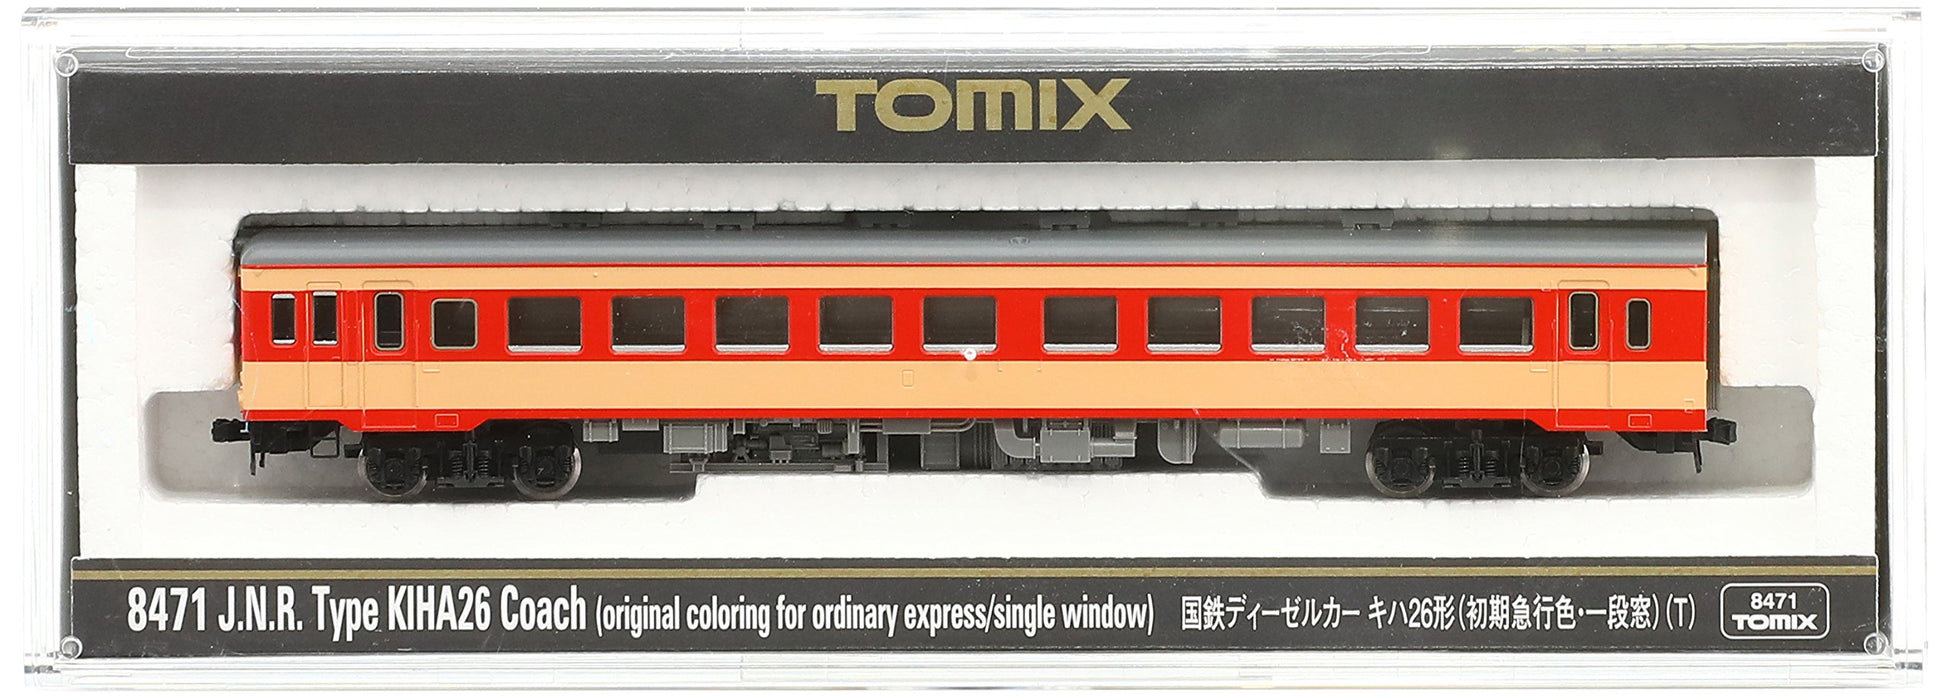 TOMIX
8471 J.N.R. Type KIHA26 Coach (original coloring for ordinary express/single window) 国鉄ディーゼルカー キハ26形(初期急行色・一段窓)(T)
8471
TOMIX